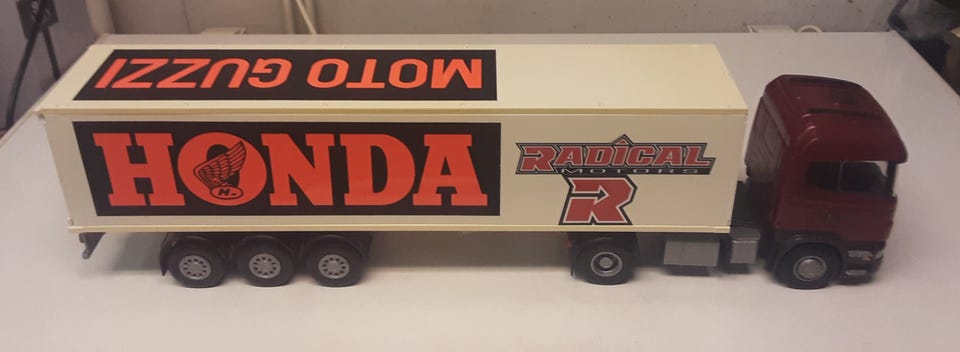 MOTO GUZZI
HONDA
H
RADICAL
MOTORS
R